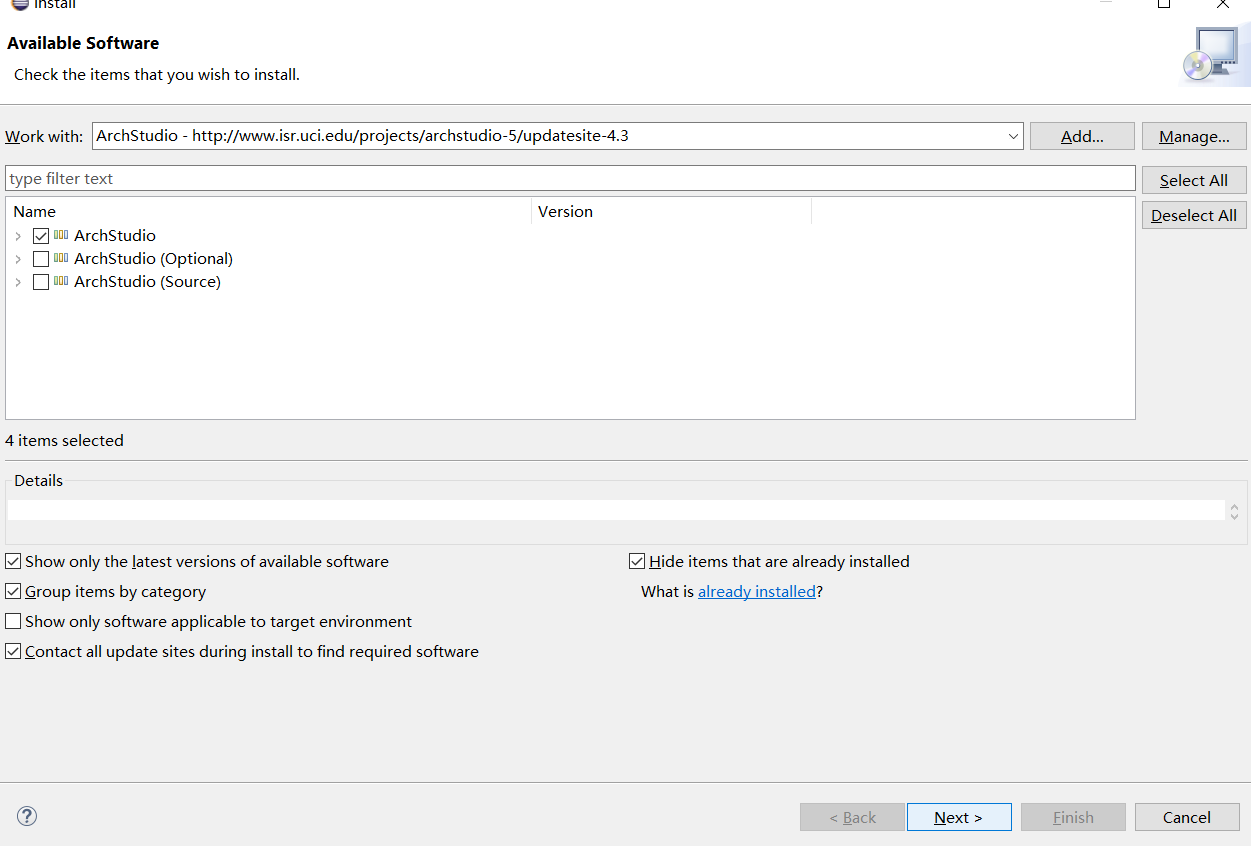 Install
Available Software
Check the items that you wish to install.
Work with: ArchStudio - http://www.isr.uci.edu/projects/archstudio-5/updatesite-4.3 Add... Manage...
type filter text Select All
Name Version Deselect All
ArchStudio
ArchStudio (Optional)
ArchStudio (Source)
4 items selected
Details
Show only the latest versions of available software Hide items that are already installed
Group items by category What is already installed?
Show only software applicable to target environment
Contact all update sites during install to find required software
? < Back Next > Finish Cancel